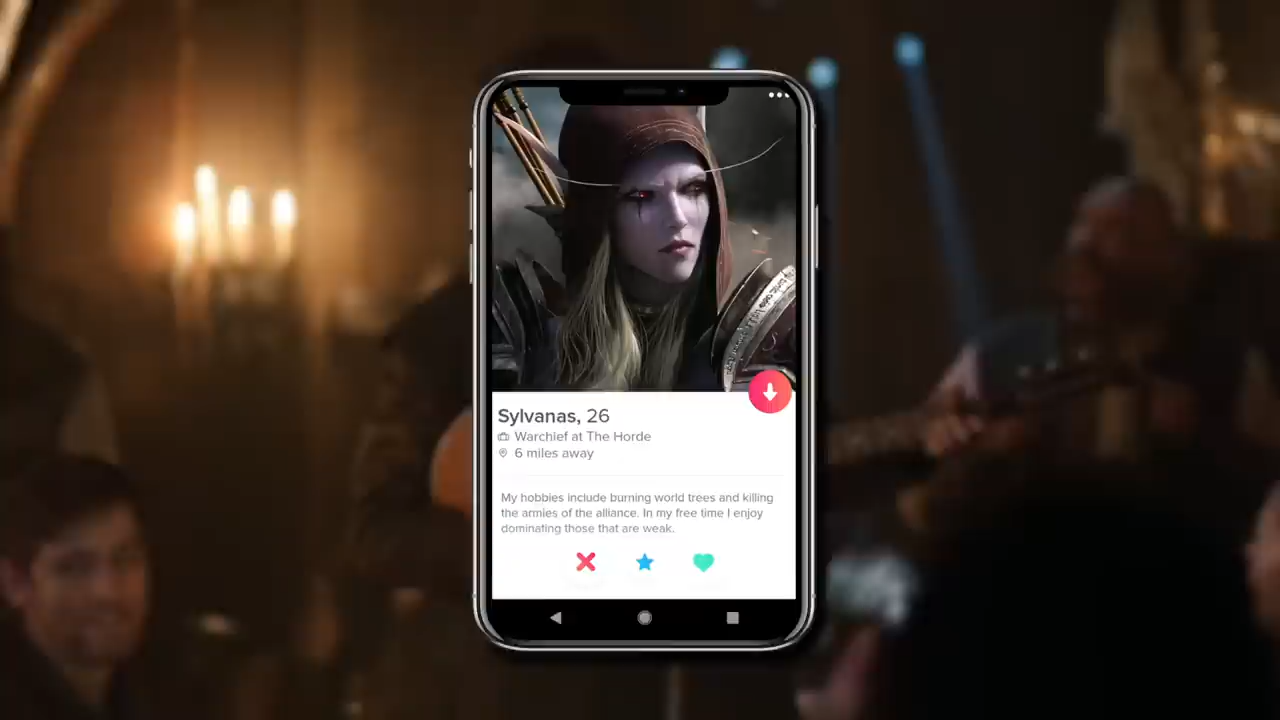 Sylvanas, 26
Warchief at The Horde
6 miles away
My hobbies include burning world trees and killing
the armies of the alliance. In my free time I enjoy
dominating those that are weak.